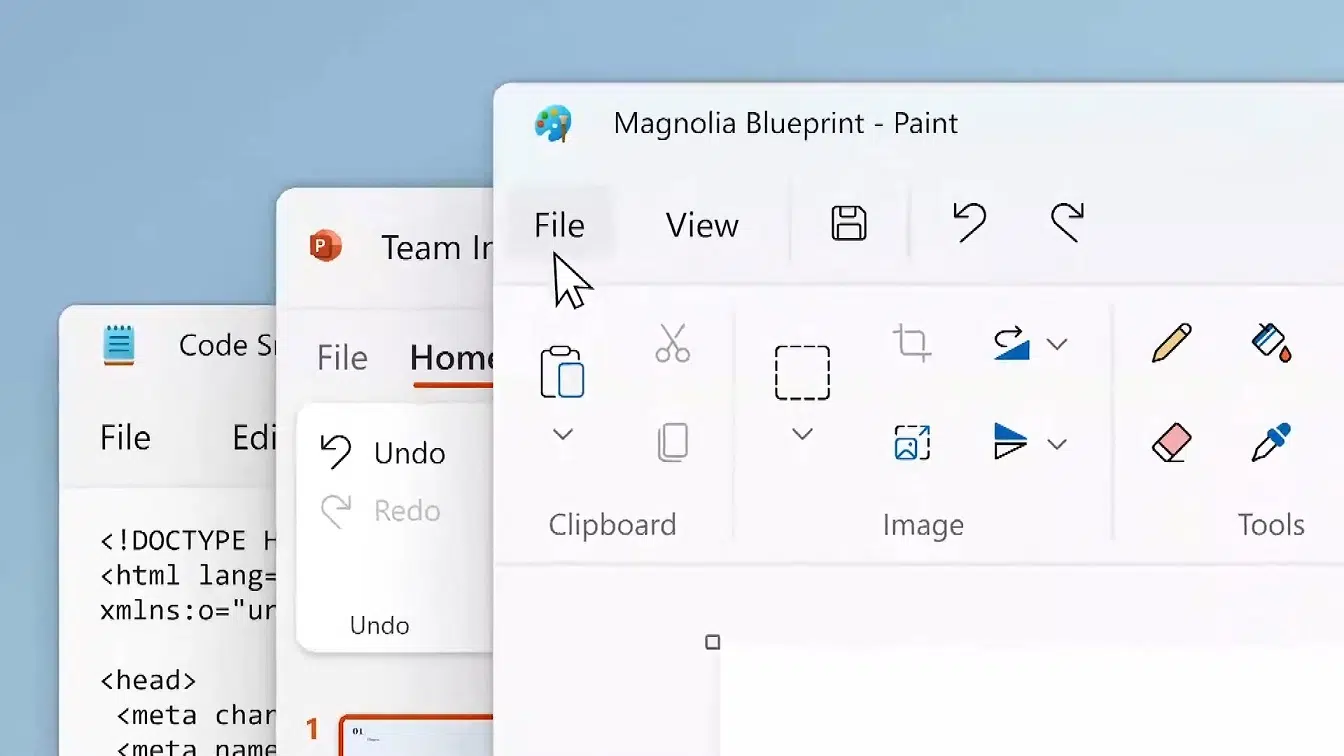 Magnolia Blueprint - Paint
File View
Clipboard Image Tools
P
Team In
File Home
Undo
Redo
Undo
1
01
Code Sn
File Edi
<!DOCTYPE H
<html lang=
xmlns:o="ur
<head>
<meta char
<meta name